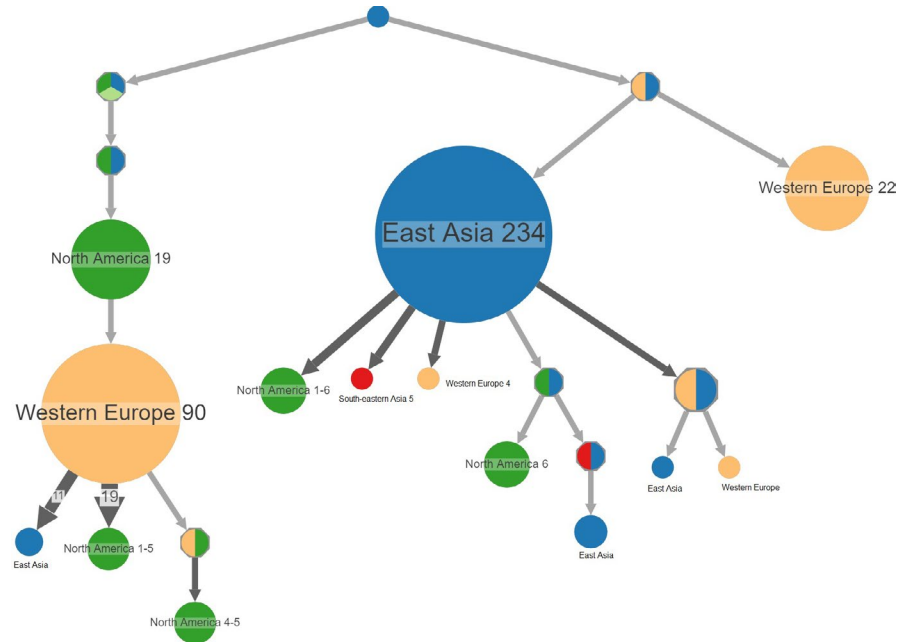 Western Europe 22
East Asia 234
North America 19
North America 1-6
South-eastern Asia 5
Western Europe 4
Western Europe 90
North America 6
East Asia
Western Europe
11
19
East Asia
North America 1-5
East Asia
North America 4-5